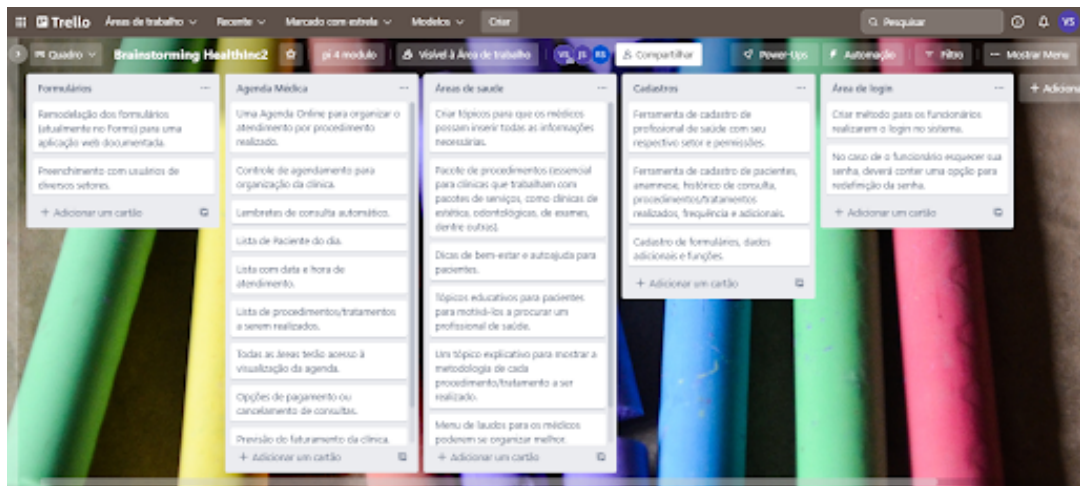 Trello Áreas de trabalho Recente Marcado com estrela Modelos Criar Pesquisar VS
Quadro Brainstorming HealthInc2 pi 4 modulo Visível à Área de trabalho VS JS RS Compartilhar Power-Ups Automação Filtro Mostrar Menu
Formulários
Remodelação dos formulários
(atualmente no Forms) para uma
aplicação web documentada.
Preenchimento com usuários de
diversos setores.
+ Adicionar um cartão
Agenda Médica
Uma Agenda Online para organizar o
atendimento por procedimento
realizado.
Controle de agendamento para
organização da clínica.
Lembretes de consulta automático.
Lista de Paciente do dia.
Lista com data e hora de
atendimento.
Lista de procedimentos/tratamentos
a serem realizados.
Todas as áreas terão acesso à
visualização da agenda.
Opções de pagamento ou
cancelamento de consultas.
Previsão do faturamento da clínica.
+ Adicionar um cartão
Áreas de saude
Criar tópicos para que os médicos
possam inserir todas as informações
necessárias.
Pacote de procedimentos (essencial
para clínicas que trabalham com
pacotes de serviços, como clínicas de
estética, odontológicas, de exames,
dentre outras).
Dicas de bem-estar e autoajuda para
pacientes.
Tópicos educativos para pacientes
para motivá-los a procurar um
profissional de saúde.
Um tópico explicativo para mostrar a
metodologia de cada
procedimento/tratamento a ser
realizado.
Menu de laudos para os médicos
poderem se organizar melhor.
+ Adicionar um cartão
Cadastros
Ferramenta de cadastro de
profissional de saúde com seu
respectivo setor e permissões.
Ferramenta de cadastro de pacientes,
anamnese, histórico de consulta,
procedimentos/tratamentos
realizados, frequência e adicionais.
Cadastro de formulários, dados
adicionais e funções.
+ Adicionar um cartão
Área de login
Criar método para os funcionários
realizarem o login no sistema.
No caso de o funcionário esquecer sua
senha, deverá conter uma opção para
redefinição da senha.
+ Adicionar um cartão
+ Adiciona